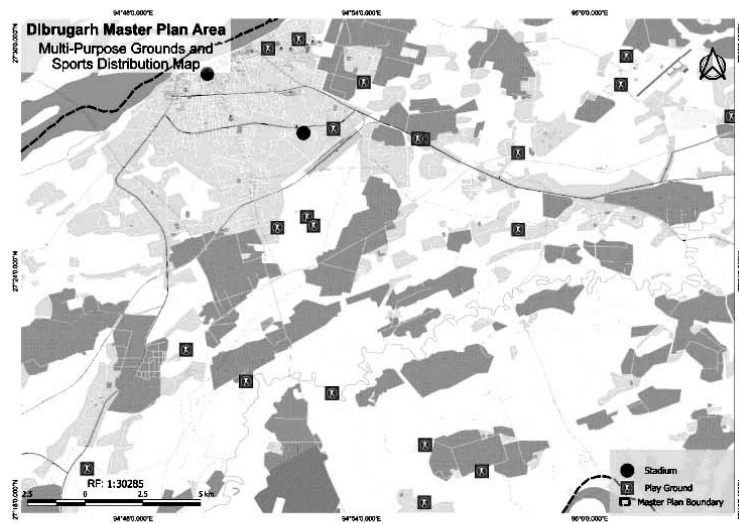 94°48'0.000"E 94°54'0.000"E 95°0'0.000"E
Dibrugarh Master Plan Area
Multi-Purpose Grounds and
Sports Distribution Map
27°30'0.000"N
27°24'0.000"N
27°18'0.000"N
RF: 1:30285
2.5 0 2.5 5 km
Stadium
Play Ground
Master Plan Boundary
94°48'0.000"E 94°54'0.000"E 95°0'0.000"E